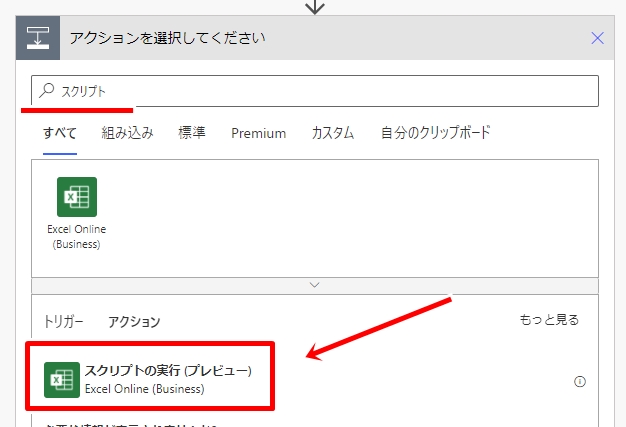 アクションを選択してください
スクリプト
すべて 組み込み 標準 Premium カスタム 自分のクリップボード
Excel Online
(Business)
トリガー アクション もっと見る
スクリプトの実行 (プレビュー)
Excel Online (Business)